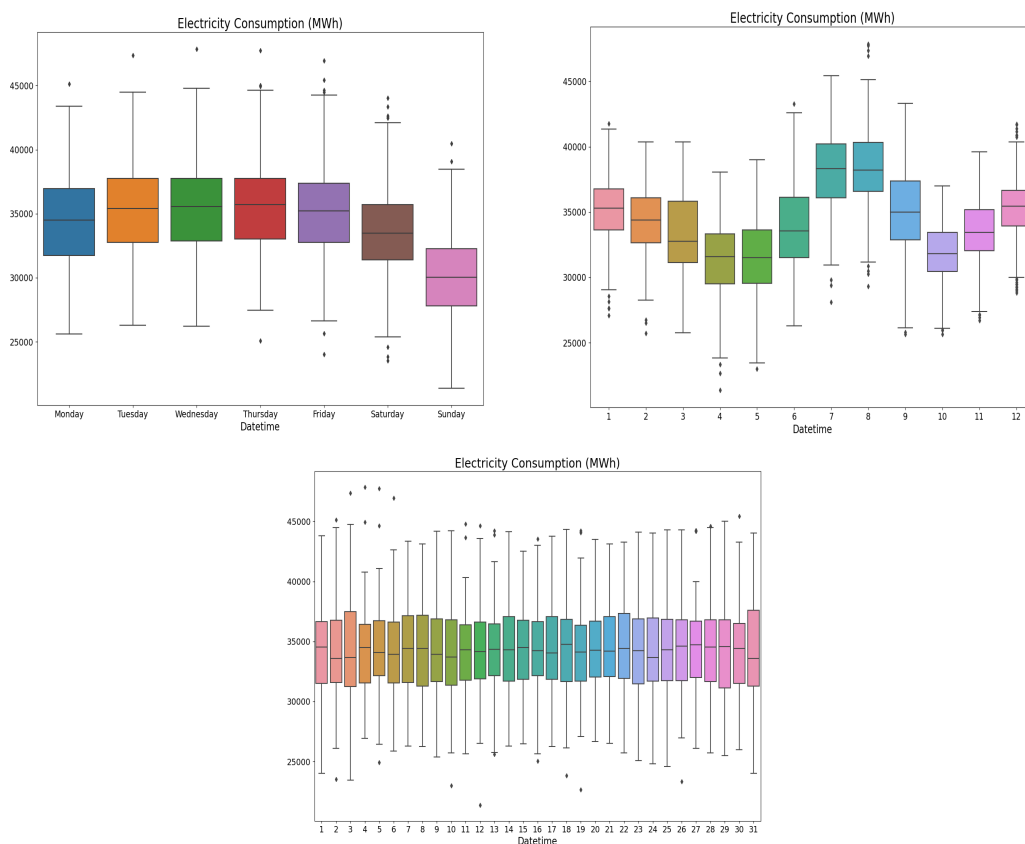 Electricity Consumption (MWh)
45000
40000
35000
30000
25000
Monday Tuesday Wednesday Thursday Friday Saturday Sunday
Datetime
Electricity Consumption (MWh)
45000
40000
35000
30000
25000
1 2 3 4 5 6 7 8 9 10 11 12
Datetime
Electricity Consumption (MWh)
45000
40000
35000
30000
25000
1 2 3 4 5 6 7 8 9 10 11 12 13 14 15 16 17 18 19 20 21 22 23 24 25 26 27 28 29 30 31
Datetime